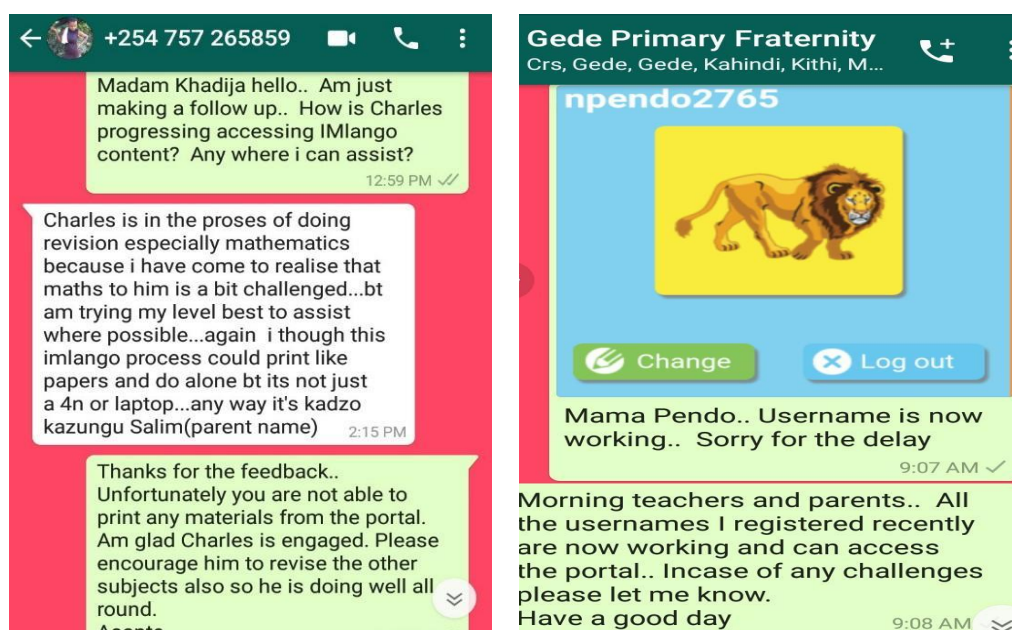 +254 757 265859
Madam Khadija hello.. Am just
making a follow up.. How is Charles
progressing accessing IMlango
content? Any where i can assist?
12:59 PM
Charles is in the proses of doing
revision especially mathematics
because i have come to realise that
maths to him is a bit challenged...bt
am trying my level best to assist
where possible...again i though this
imlango process could print like
papers and do alone bt its not just
a 4n or laptop...any way it's kadzo
kazungu Salim(parent name) 2:15 PM
Thanks for the feedback..
Unfortunately you are not able to
print any materials from the portal.
Am glad Charles is engaged. Please
encourage him to revise the other
subjects also so he is doing well all
round.
Gede Primary Fraternity
Crs, Gede, Gede, Kahindi, Kithi, M...
npendo2765
Change
Log out
Mama Pendo.. Username is now
working.. Sorry for the delay
9:07 AM
Morning teachers and parents.. All
the usernames I registered recently
are now working and can access
the portal.. Incase of any challenges
please let me know.
Have a good day 9:08 AM